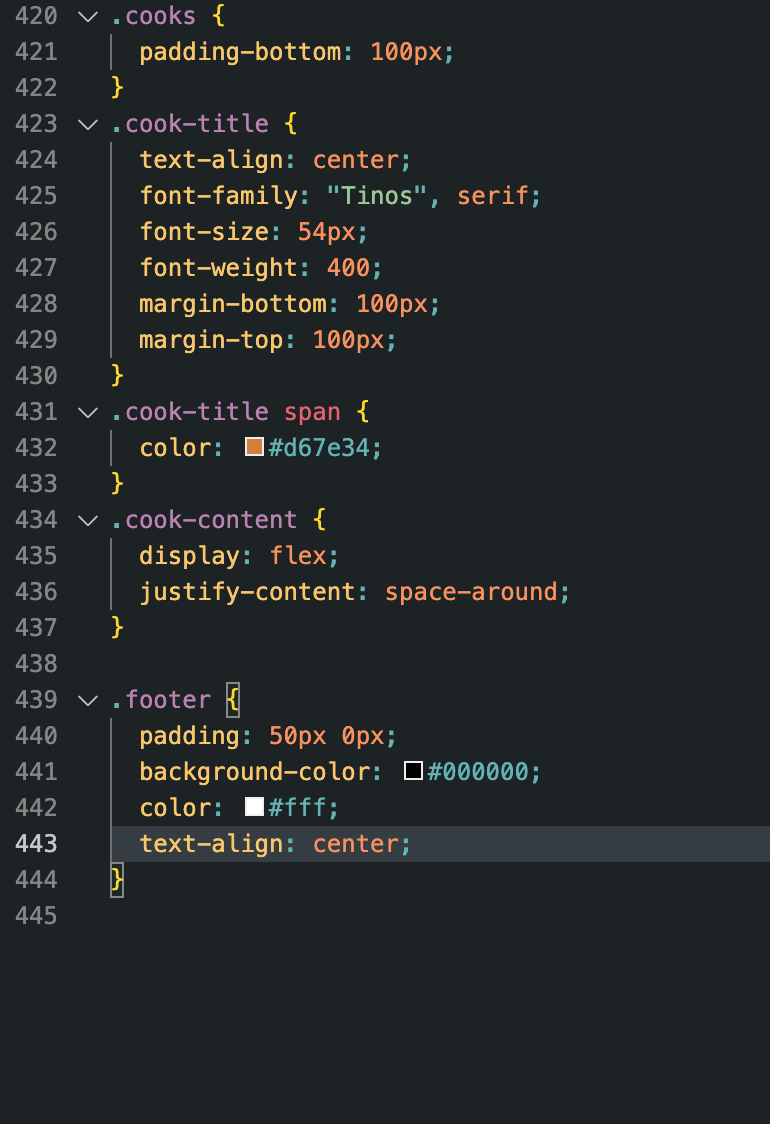 420 .cooks {
421 padding-bottom: 100px;
422 }
423 .cook-title {
424 text-align: center;
425 font-family: "Tinos", serif;
426 font-size: 54px;
427 font-weight: 400;
428 margin-bottom: 100px;
429 margin-top: 100px;
430 }
431 .cook-title span {
432 color: #d67e34;
433 }
434 .cook-content {
435 display: flex;
436 justify-content: space-around;
437 }
438
439 .footer {
440 padding: 50px 0px;
441 background-color: #000000;
442 color: #fff;
443 text-align: center;
444 }
445